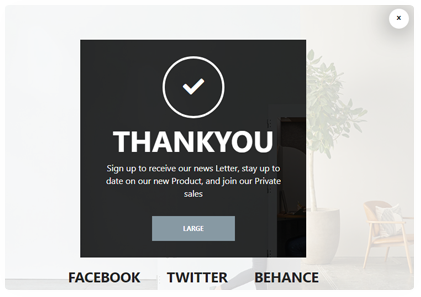 x
THANKYOU
Sign up to receive our news Letter, stay up to
date on our new Product, and join our Private
sales
LARGE
FACEBOOK TWITTER BEHANCE